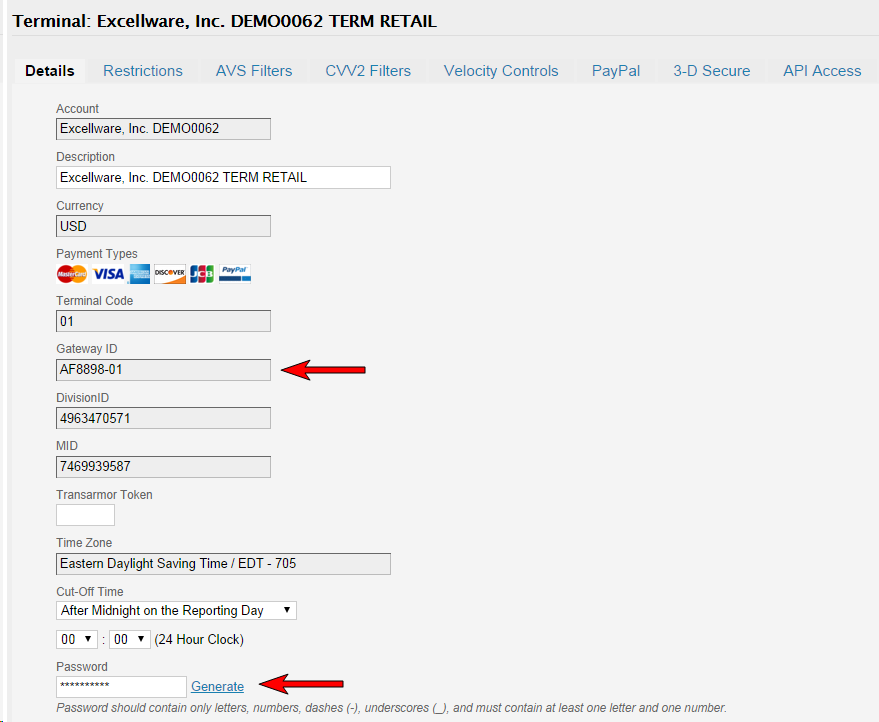 Terminal: Excellware, Inc. DEMO0062 TERM RETAIL
Details Restrictions AVS Filters CVV2 Filters Velocity Controls PayPal 3-D Secure API Access
Account
Excellware, Inc. DEMO0062
Description
Excellware, Inc. DEMO0062 TERM RETAIL
Currency
USD
Payment Types
MasterCard VISA DISCOVER JCB PayPal
Terminal Code
01
Gateway ID
AF8898-01
DivisionID
4963470571
MID
7469939587
Transarmor Token
Time Zone
Eastern Daylight Saving Time / EDT - 705
Cut-Off Time
After Midnight on the Reporting Day
00 : 00 (24 Hour Clock)
Password
********** Generate
Password should contain only letters, numbers, dashes (-), underscores (_), and must contain at least one letter and one number.